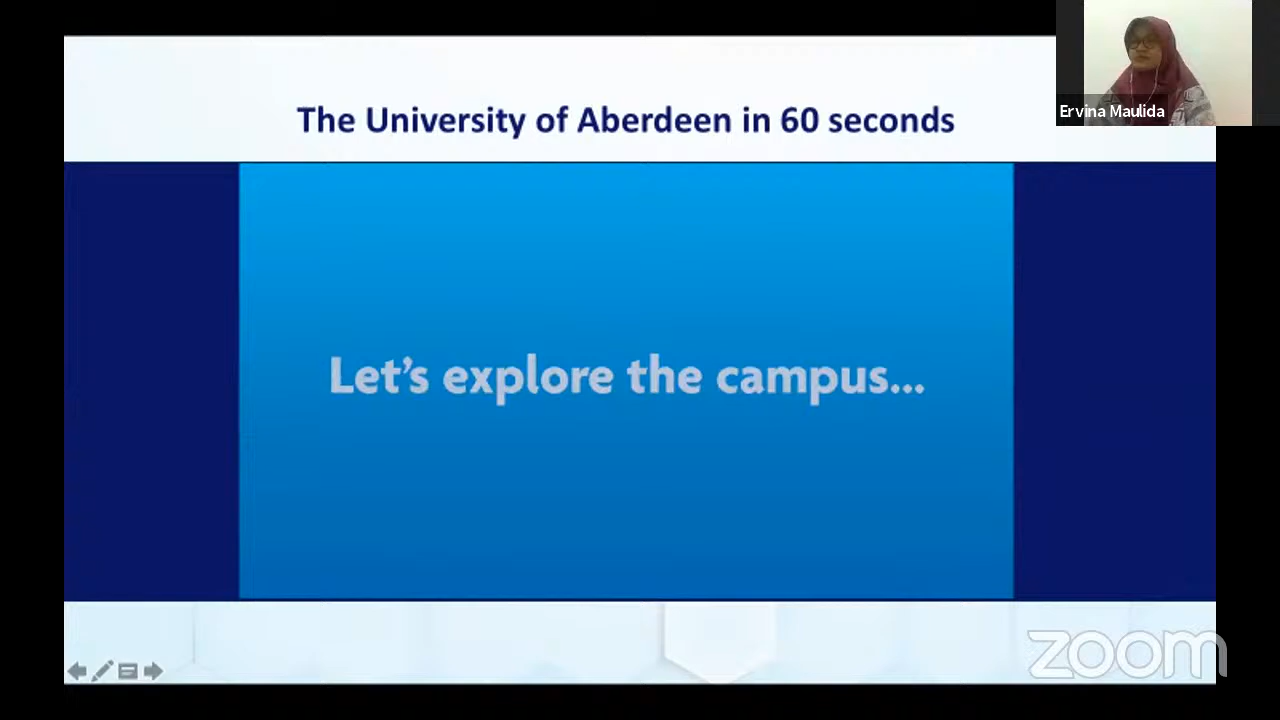 The University of Aberdeen in 60 seconds
Ervina Maulida
Let's explore the campus...
zoom